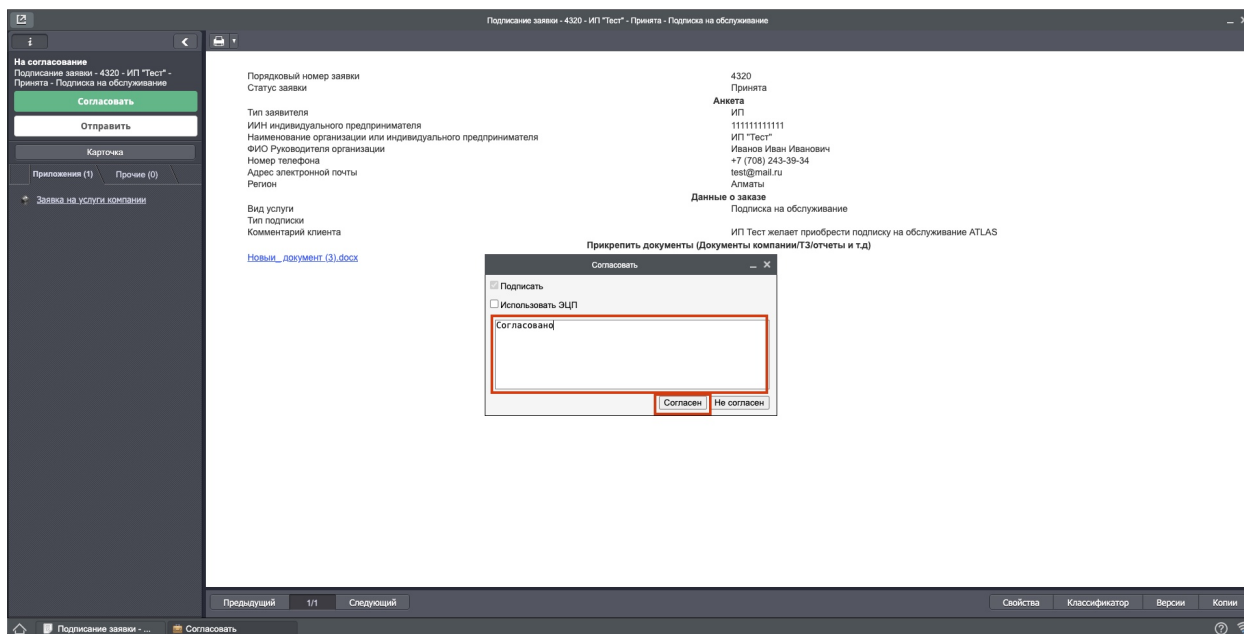 Подписание заявки - 4320 - ИП "Тест" - Принята - Подписка на обслуживание
i
На согласование
Подписание заявки - 4320 - ИП "Тест" -
Принята - Подписка на обслуживание
Согласовать
Отправить
Карточка
Приложения (1) Прочие (0)
Заявка на услуги компании
Порядковый номер заявки 4320
Статус заявки Принята
Анкета
Тип заявителя ИП
ИИН индивидуального предпринимателя 111111111111
Наименование организации или индивидуального предпринимателя ИП "Тест"
ФИО Руководителя организации Иванов Иван Иванович
Номер телефона +7 (708) 243-39-34
Адрес электронной почты test@mail.ru
Регион Алматы
Данные о заказе
Вид услуги Подписка на обслуживание
Тип подписки
Комментарий клиента ИП Тест желает приобрести подписку на обслуживание ATLAS
Прикрепить документы (Документы компании/ТЗ/отчеты и т.д)
Новыи_ документ (3).docx
Согласовать
Подписать
Использовать ЭЦП
Согласовано
Согласен Не согласен
Предыдущий 1/1 Следующий Свойства Классификатор Версии Копии
Подписание заявки - ... Согласовать